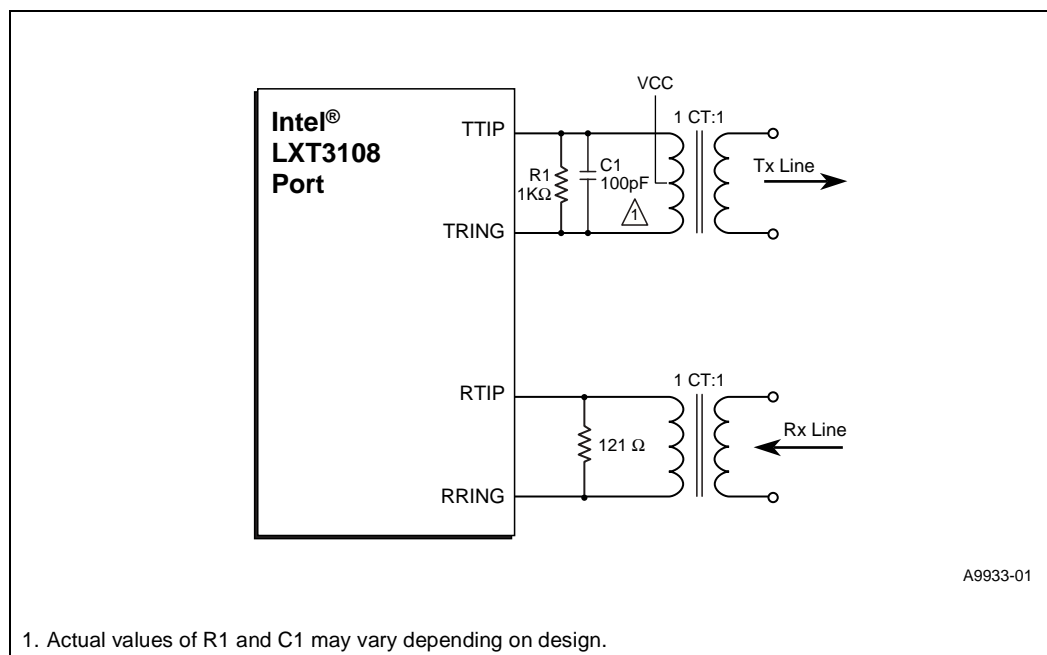 Intel®
LXT3108
Port
TTIP
TRING
RTIP
RRING
VCC
1 CT:1
R1
1KΩ
C1
100pF
1
Tx Line
1 CT:1
121 Ω
Rx Line
A9933-01
1. Actual values of R1 and C1 may vary depending on design.